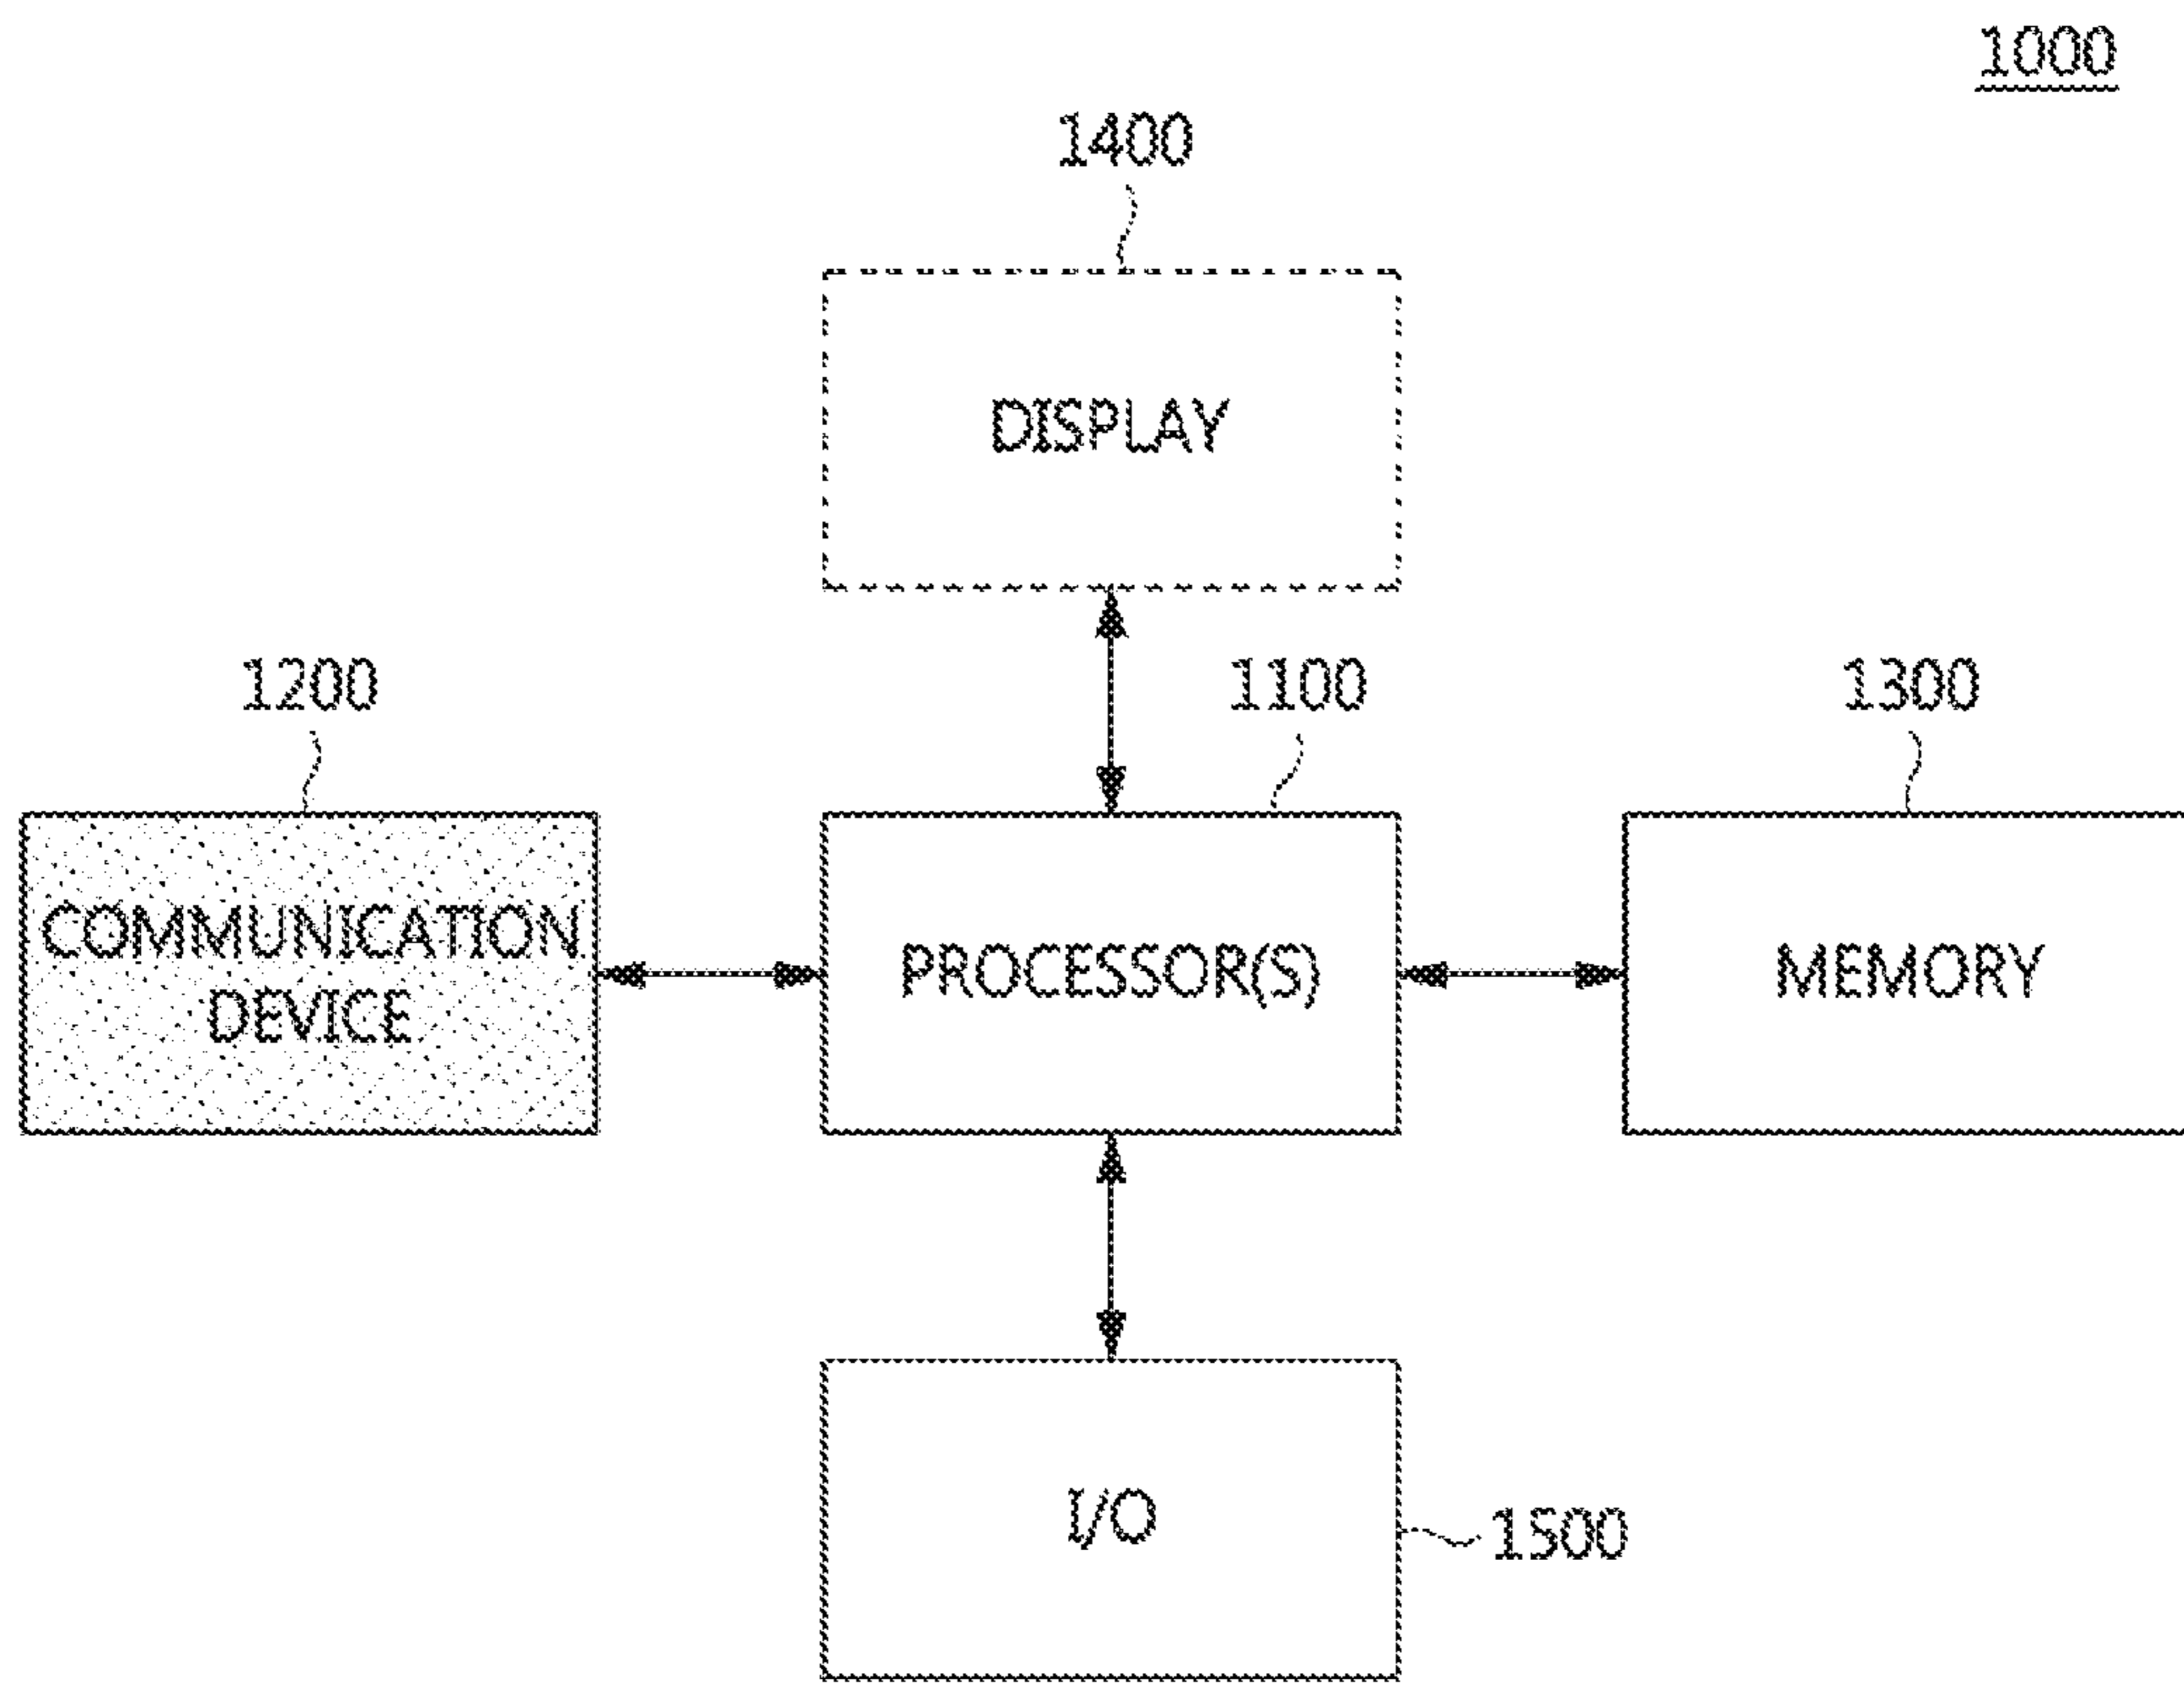 1000
1400
DISPLAY
1200
1100
1300
COMMUNICATION
DEVICE
PROCESSOR(S)
MEMORY
I/O
1500